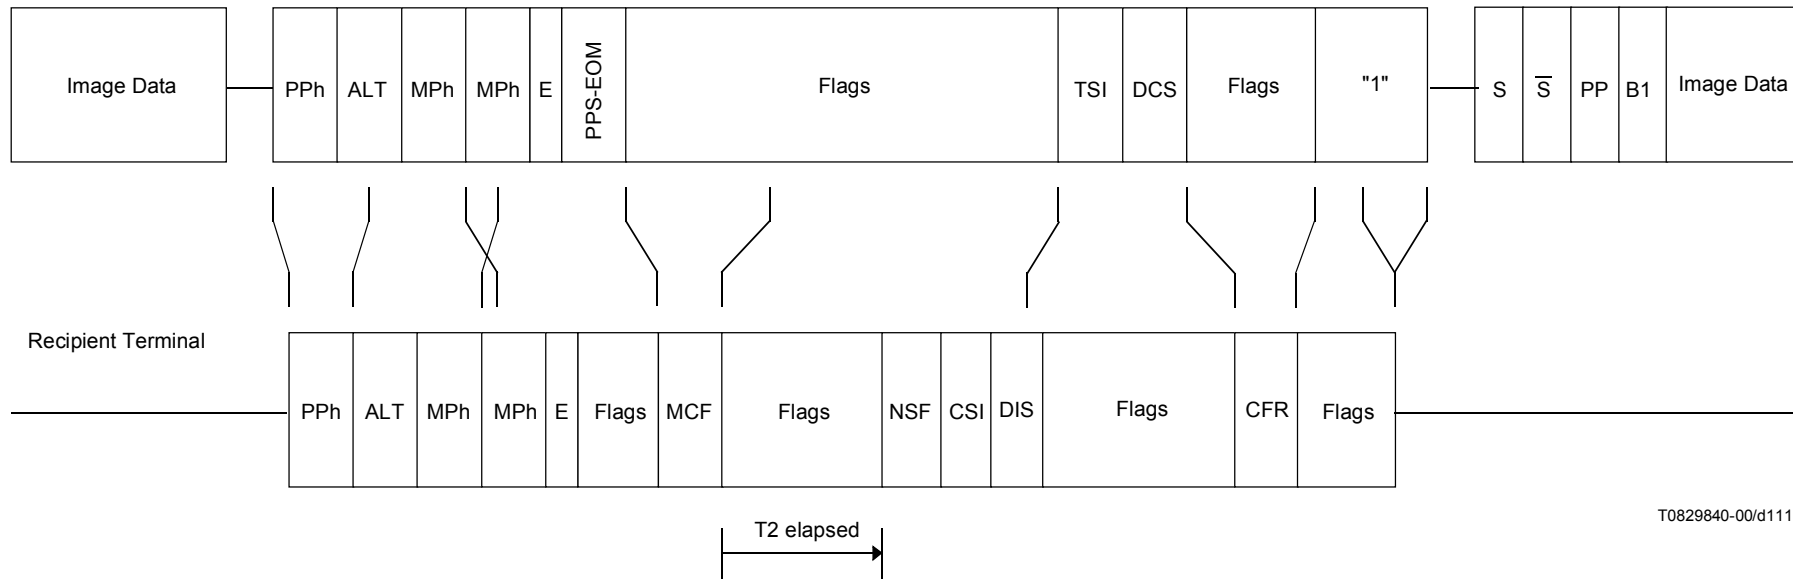 Image Data PPh ALT MPh MPh E PPS-EOM Flags TSI DCS Flags "1" S S̅ PP B1 Image Data
Recipient Terminal
PPh ALT MPh MPh E Flags MCF Flags NSF CSI DIS Flags CFR Flags
T0829840-00/d111
T2 elapsed